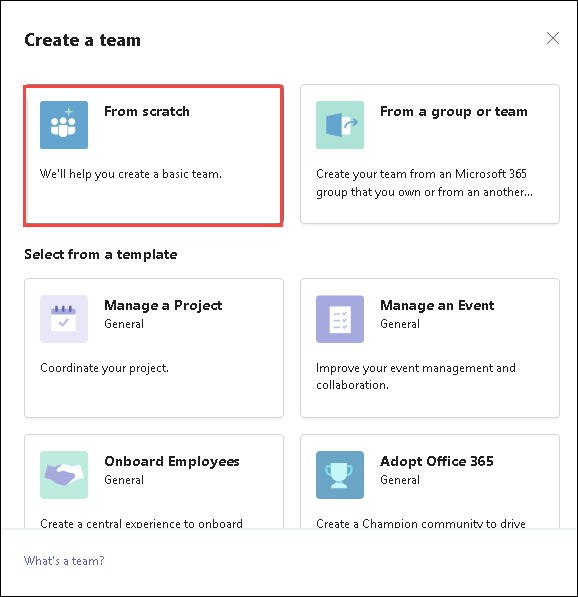 Create a team
From scratch
We'll help you create a basic team.
From a group or team
Create your team from an Microsoft 365
group that you own or from an another...
Select from a template
Manage a Project
General
Coordinate your project.
Manage an Event
General
Improve your event management and
collaboration.
Onboard Employees
General
Create a central experience to onboard
Adopt Office 365
General
Create a Champion community to drive
What's a team?